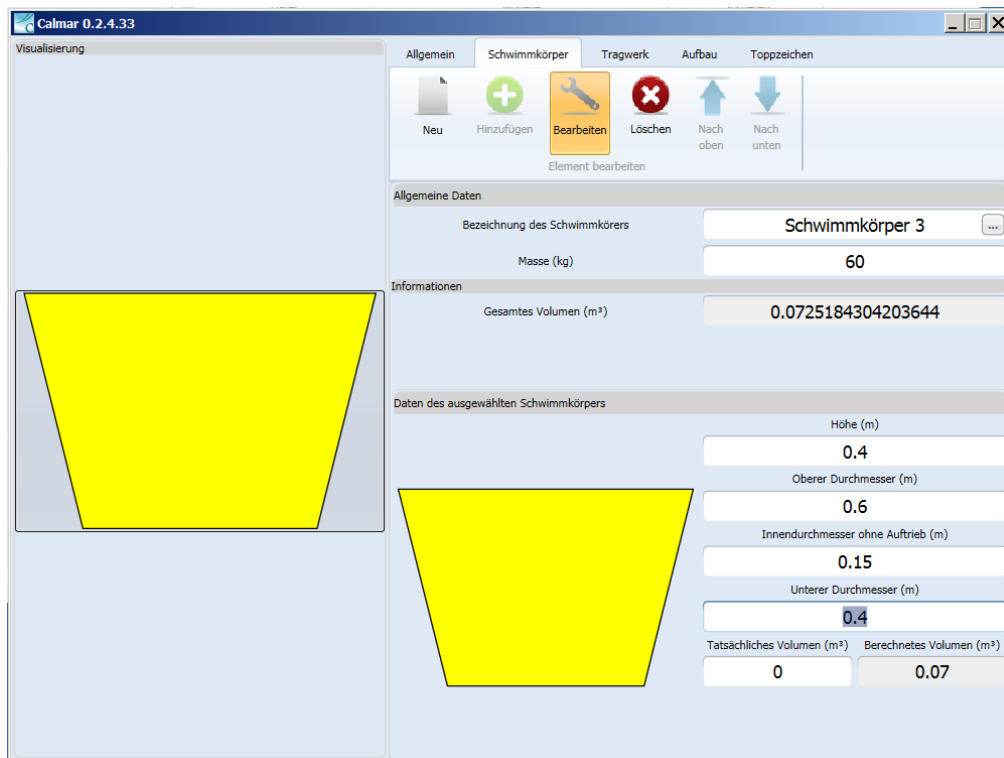 Calmar 0.2.4.33
Visualisierung
Allgemein Schwimmkörper Tragwerk Aufbau Toppzeichen
Neu Hinzufügen Bearbeiten Löschen Nach oben Nach unten
Element bearbeiten
Allgemeine Daten
Bezeichnung des Schwimmkörers Schwimmkörper 3 ...
Masse (kg) 60
Informationen
Gesamtes Volumen (m³) 0.0725184304203644
Daten des ausgewählten Schwimmkörpers
Höhe (m)
0.4
Oberer Durchmesser (m)
0.6
Innendurchmesser ohne Auftrieb (m)
0.15
Unterer Durchmesser (m)
0.4
Tatsächliches Volumen (m³) Berechnetes Volumen (m³)
0 0.07